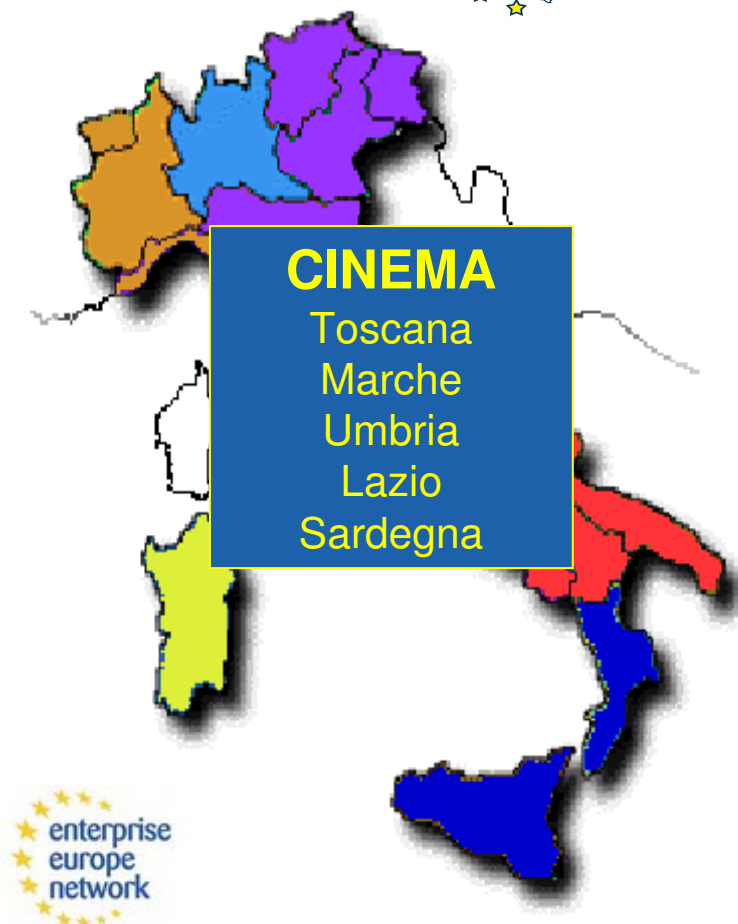 CINEMA
Toscana
Marche
Umbria
Lazio
Sardegna
enterprise
europe
network